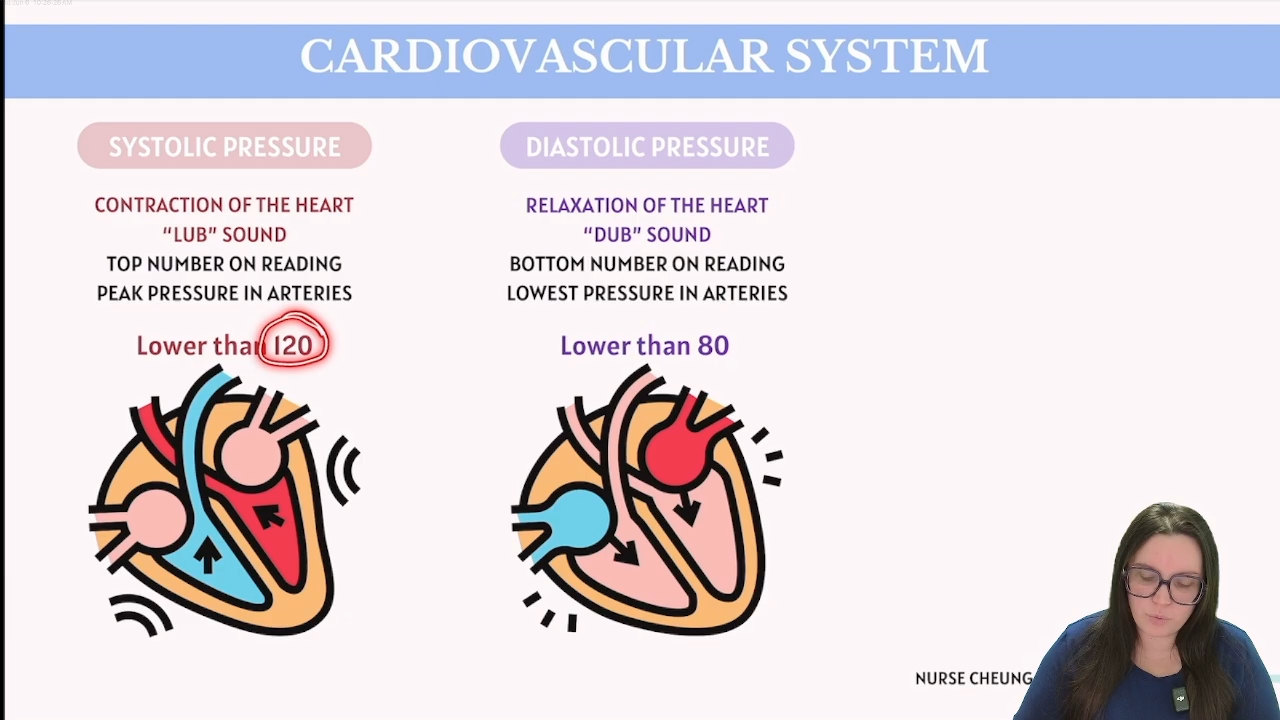 CARDIOVASCULAR SYSTEM
SYSTOLIC PRESSURE
CONTRACTION OF THE HEART
“LUB” SOUND
TOP NUMBER ON READING
PEAK PRESSURE IN ARTERIES
Lower than 120
DIASTOLIC PRESSURE
RELAXATION OF THE HEART
“DUB” SOUND
BOTTOM NUMBER ON READING
LOWEST PRESSURE IN ARTERIES
Lower than 80
NURSE CHEUNG